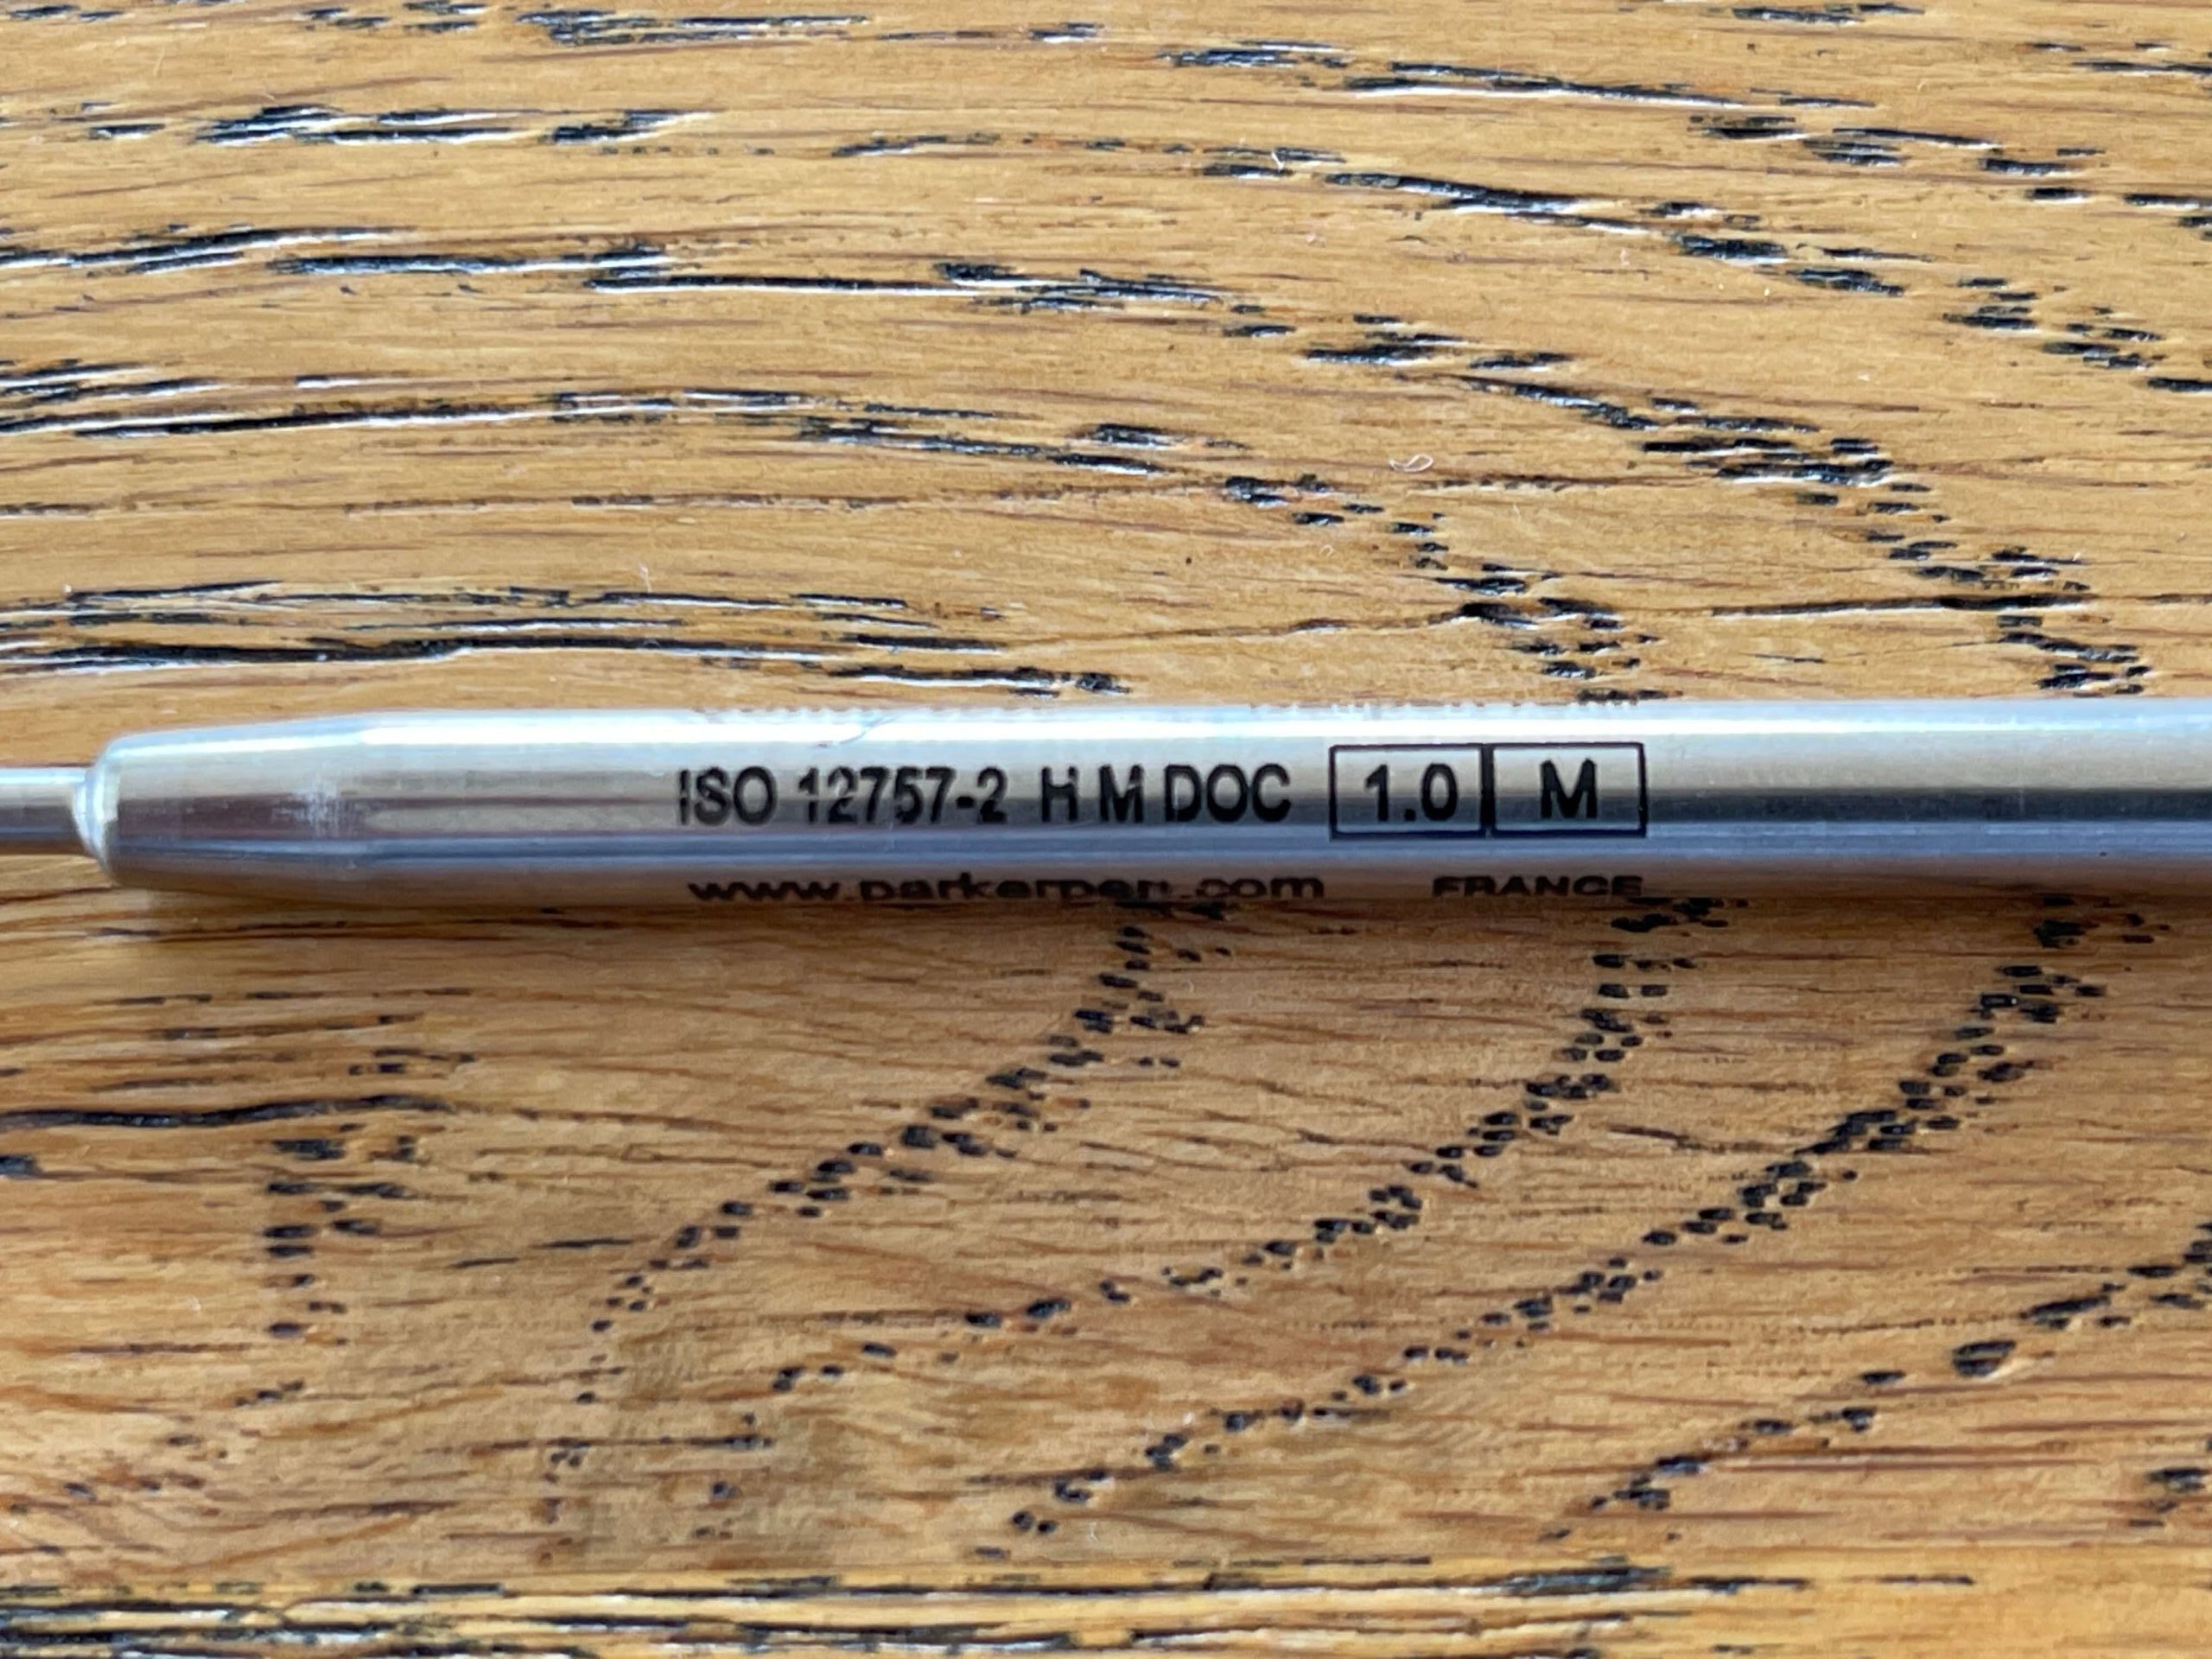 ISO 12757-2 H M DOC 1.0 M
www.parkerpen.com FRANCE